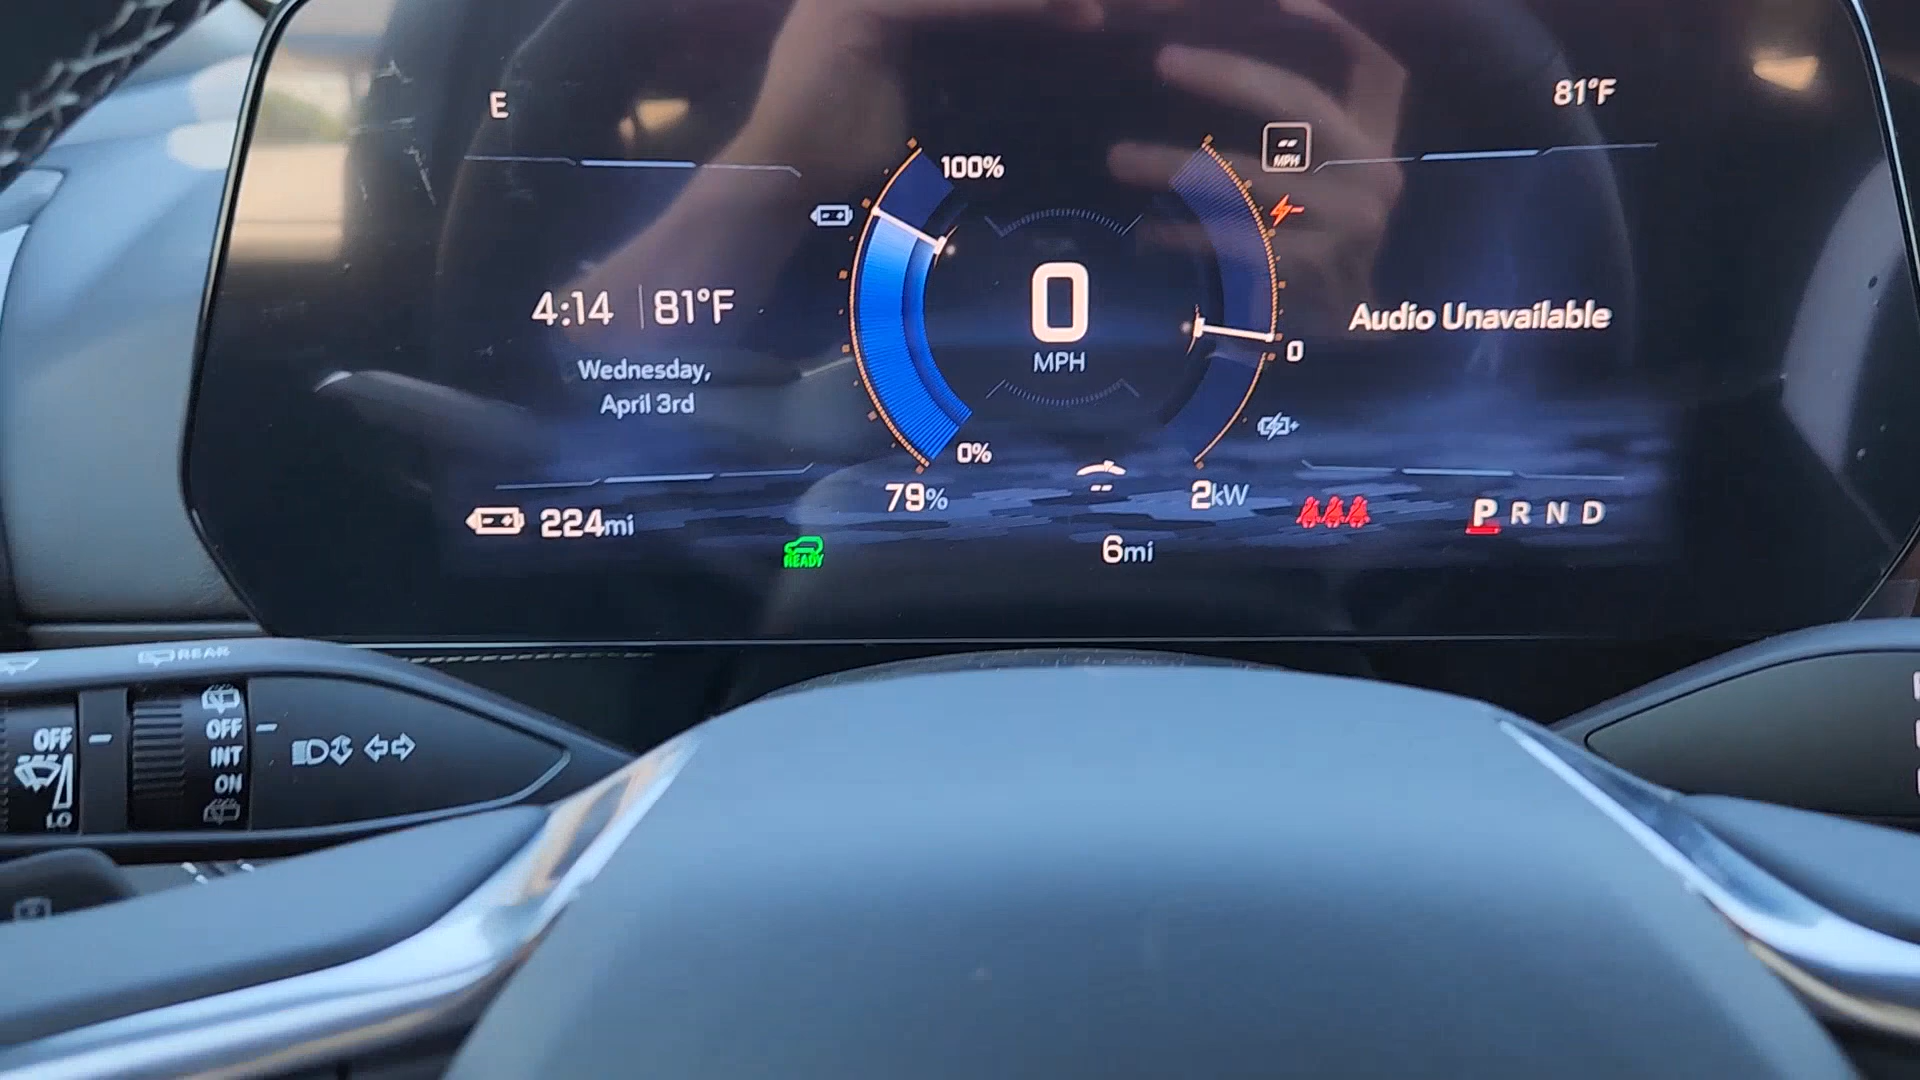 E
81°F
--
MPH
100%
4:14 81°F
Wednesday,
April 3rd
0
MPH
Audio Unavailable
0
0%
79%
--
2kW
P R N D
224mi
READY
6mi
REAR
OFF
LO
OFF
INT
ON